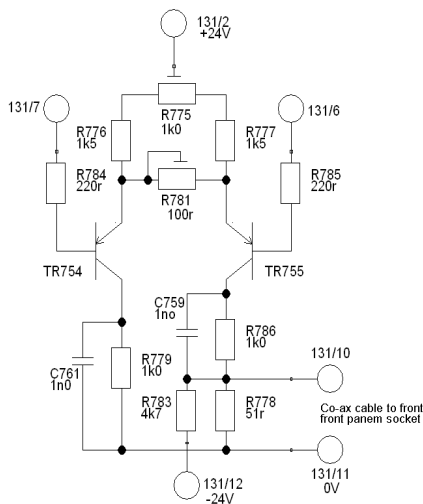 131/2
+24V
131/7
R775
1k0
131/6
R776
1k5
R777
1k5
R784
220r
R781
100r
R785
220r
TR754
TR755
C759
1no
R786
1k0
C761
1n0
R779
1k0
131/10
R783
4k7
R778
51r
Co-ax cable to front
front panem socket
131/12
-24V
131/11
0V